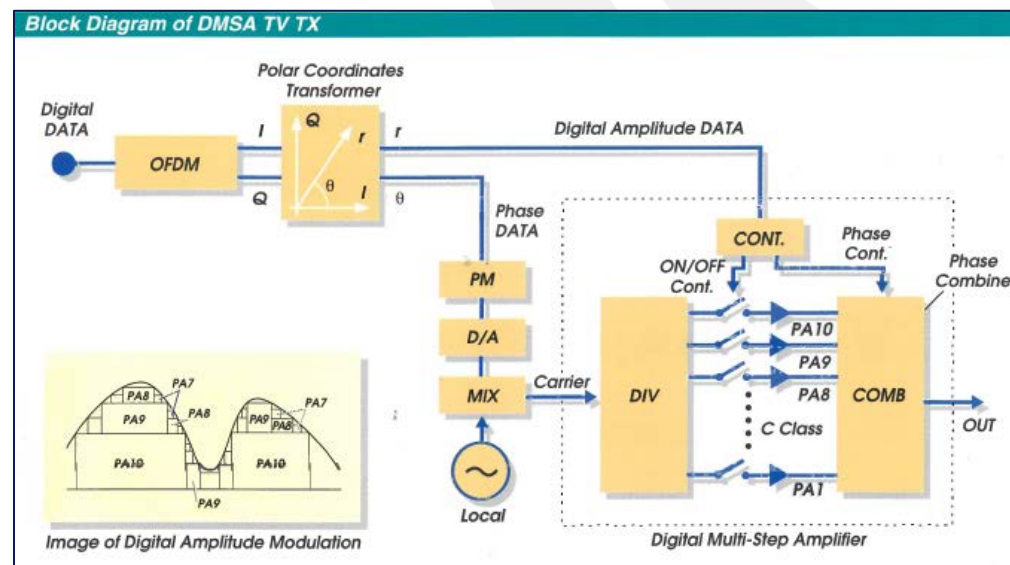 Block Diagram of DMSA TV TX
Polar Coordinates
Transformer
Digital
DATA
OFDM
I
Q
Q
r
θ
I
r
θ
Digital Amplitude DATA
Phase
DATA
CONT.
ON/OFF
Cont.
Phase
Cont.
Phase
Combine
PM
D/A
MIX
Carrier
Local
DIV
PA10
PA9
PA8
C Class
PA1
COMB
OUT
Digital Multi-Step Amplifier
PA7
PA8
PA9
PA8
PA10
PA9
PA7
PA9
PA8
PA10
Image of Digital Amplitude Modulation